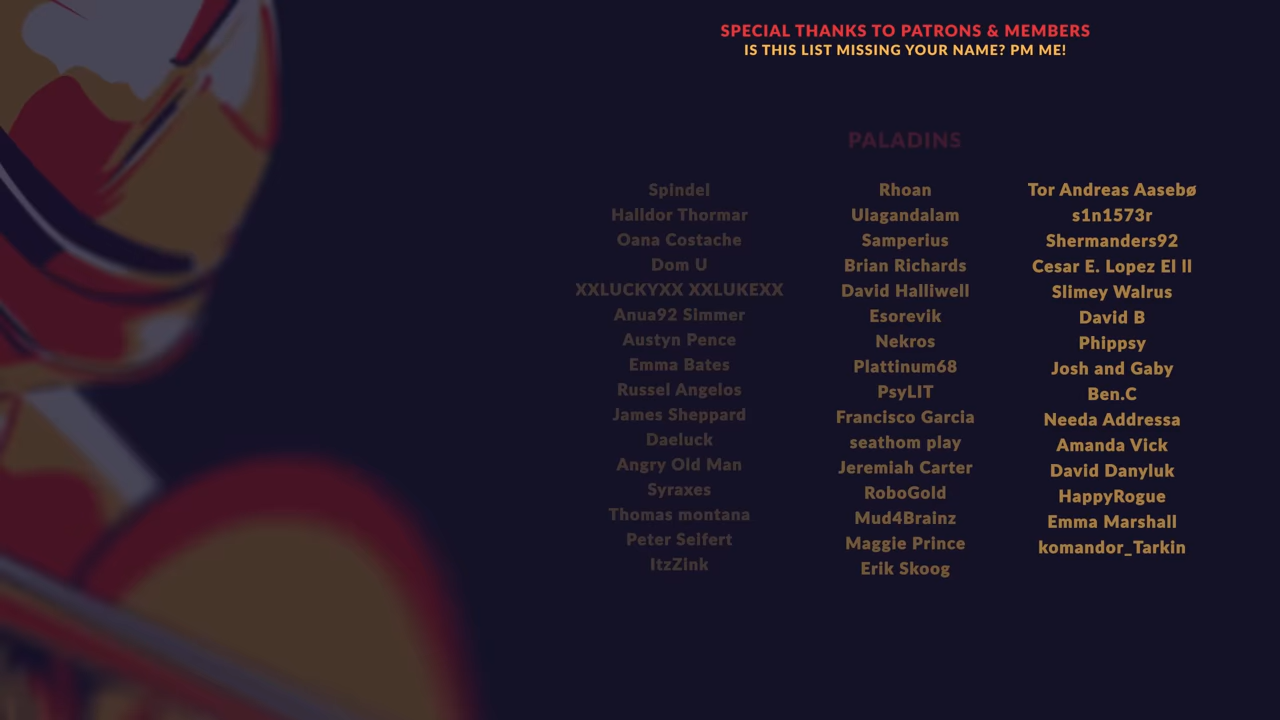 SPECIAL THANKS TO PATRONS & MEMBERS
IS THIS LIST MISSING YOUR NAME? PM ME!
PALADINS
Spindel
Halldor Thormar
Oana Costache
Dom U
XXLUCKYXX XXLUKEXX
Anua92 Simmer
Austyn Pence
Emma Bates
Russel Angelos
James Sheppard
Daeluck
Angry Old Man
Syraxes
Thomas montana
Peter Seifert
ItzZink
Rhoan
Ulagandalam
Samperius
Brian Richards
David Halliwell
Esorevik
Nekros
Plattinum68
PsyLIT
Francisco Garcia
seathom play
Jeremiah Carter
RoboGold
Mud4Brainz
Maggie Prince
Erik Skoog
Tor Andreas Aasebø
s1n1573r
Shermanders92
Cesar E. Lopez El ll
Slimey Walrus
David B
Phippsy
Josh and Gaby
Ben.C
Needa Addressa
Amanda Vick
David Danyluk
HappyRogue
Emma Marshall
komandor_Tarkin